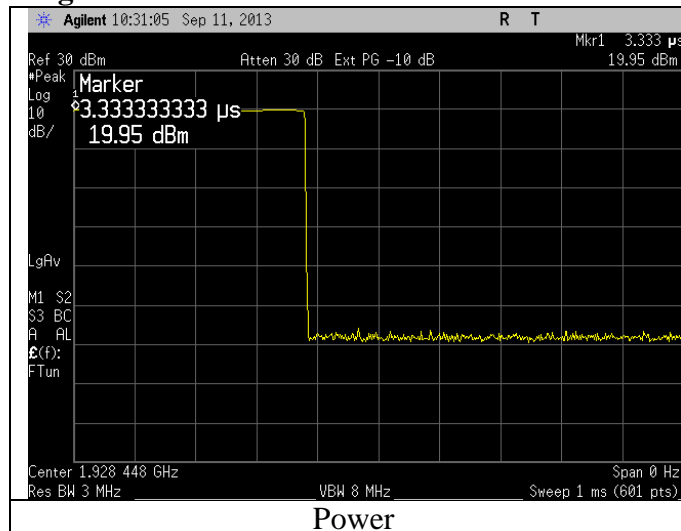 Agilent 10:31:05 Sep 11, 2013 R T
Mkr1 3.333 µs
Ref 30 dBm Atten 30 dB Ext PG -10 dB 19.95 dBm
#Peak
Log
10
dB/
Marker
1
3.333333333 µs
19.95 dBm
LgAv
M1 S2
S3 BC
A AL
£(f):
FTun
Center 1.928 448 GHz Span 0 Hz
Res BW 3 MHz VBW 8 MHz Sweep 1 ms (601 pts)
Power